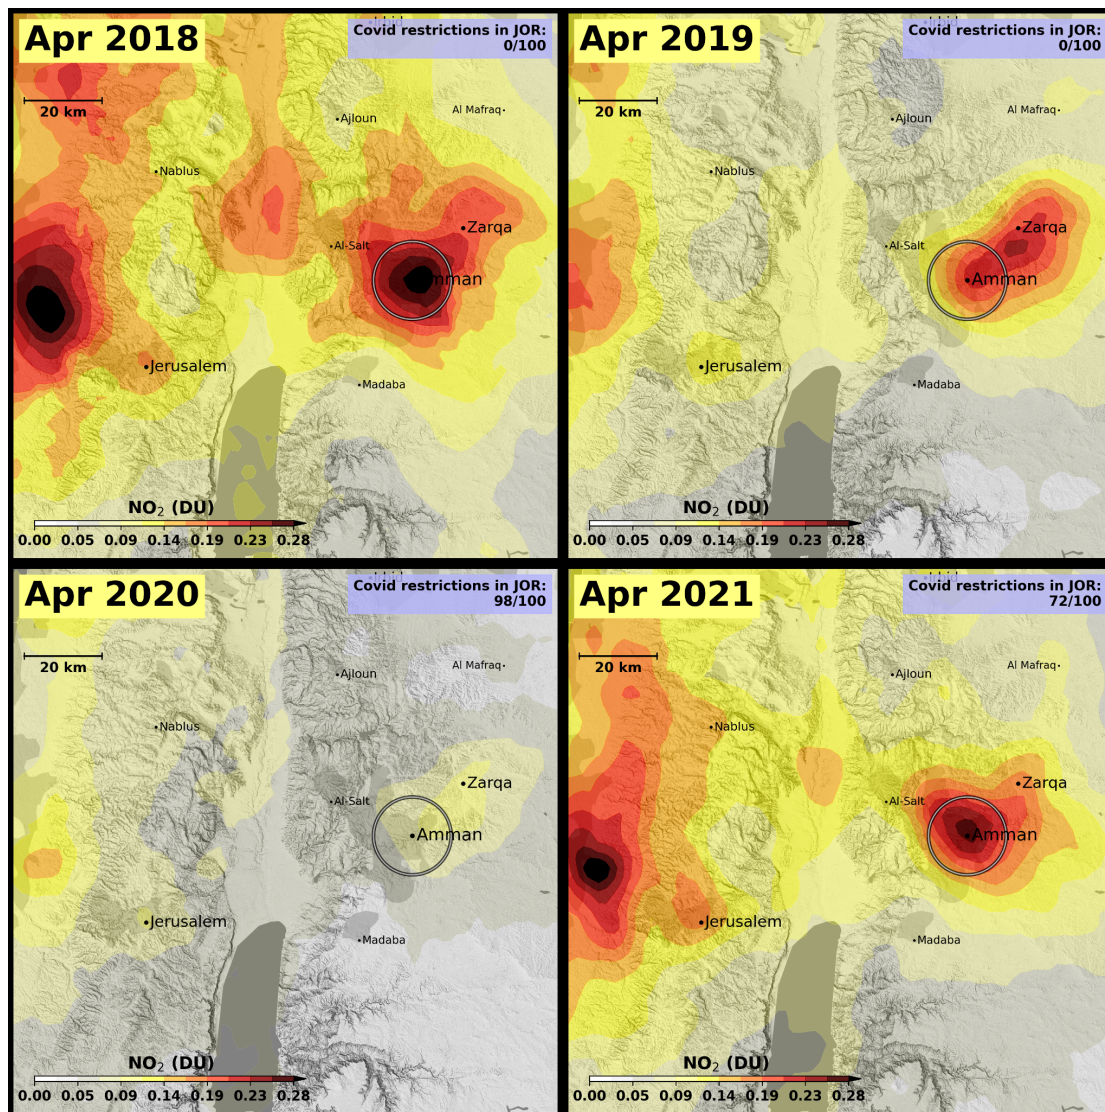 Apr 2018
Covid restrictions in JOR:
0/100
20 km
Ajloun
Al Mafraq
Nablus
Zarqa
Al-Salt
mman
Jerusalem
Madaba
NO₂ (DU)
0.00 0.05 0.09 0.14 0.19 0.23 0.28
Apr 2019
Covid restrictions in JOR:
0/100
20 km
Al Mafraq
Ajloun
Nablus
Zarqa
Al-Salt
Amman
Jerusalem
Madaba
NO₂ (DU)
0.00 0.05 0.09 0.14 0.19 0.23 0.28
Apr 2020
Covid restrictions in JOR:
98/100
20 km
Al Mafraq
Ajloun
Nablus
Zarqa
Al-Salt
Amman
Jerusalem
Madaba
NO₂ (DU)
0.00 0.05 0.09 0.14 0.19 0.23 0.28
Apr 2021
Covid restrictions in JOR:
72/100
20 km
Al Mafraq
Ajloun
Nablus
Zarqa
Al-Salt
Amman
Jerusalem
Madaba
NO₂ (DU)
0.00 0.05 0.09 0.14 0.19 0.23 0.28